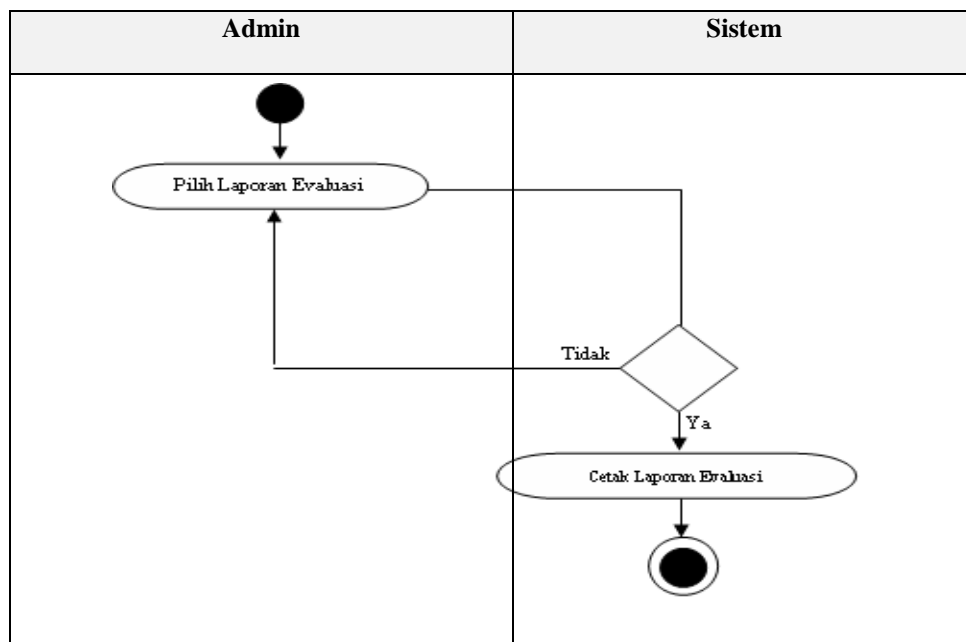 Admin
Sistem
Pilih Laporan Evaluasi
Tidak
Ya
Cetak Laporan Evaluasi